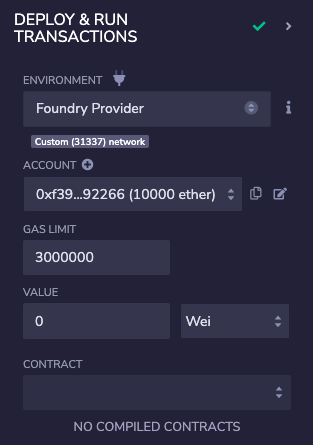 DEPLOY & RUN
TRANSACTIONS
ENVIRONMENT
Foundry Provider
Custom (31337) network
ACCOUNT
0xf39...92266 (10000 ether)
GAS LIMIT
3000000
VALUE
0
Wei
CONTRACT
NO COMPILED CONTRACTS